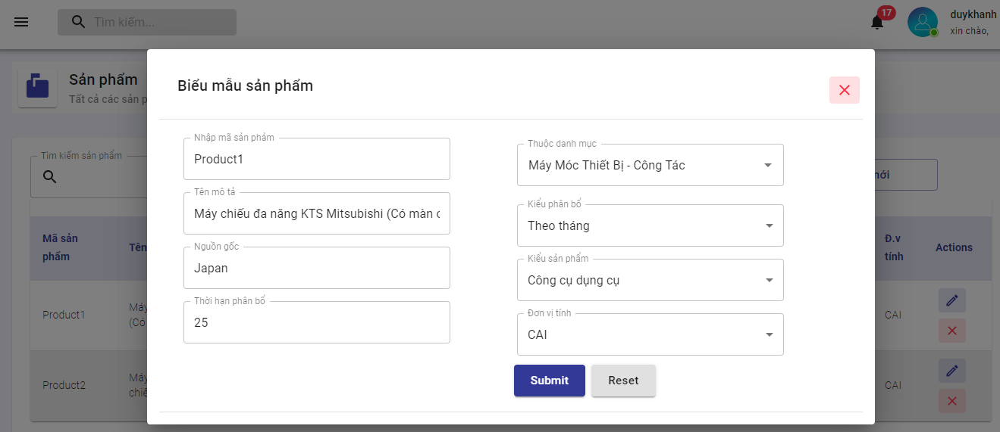 Tìm kiếm...
17
duykhanh
xin chào,
Sản phẩm
Tất cả các sản p
Biểu mẫu sản phẩm
Nhập mã sản phẩm
Product1
Thuộc danh mục
Máy Móc Thiết Bị - Công Tác
Tên mô tả
Máy chiếu đa năng KTS Mitsubishi (Có màn c
Kiểu phân bổ
Theo tháng
Nguồn gốc
Japan
Kiểu sản phẩm
Công cụ dụng cụ
Thời hạn phân bổ
25
Đơn vị tính
CAI
Submit
Reset
Tìm kiếm sản phẩm
mới
Mã sản
phẩm
Tên
Đ.v
tính
Actions
Product1
Máy
(Có
CAI
Product2
Máy
chiế
CAI